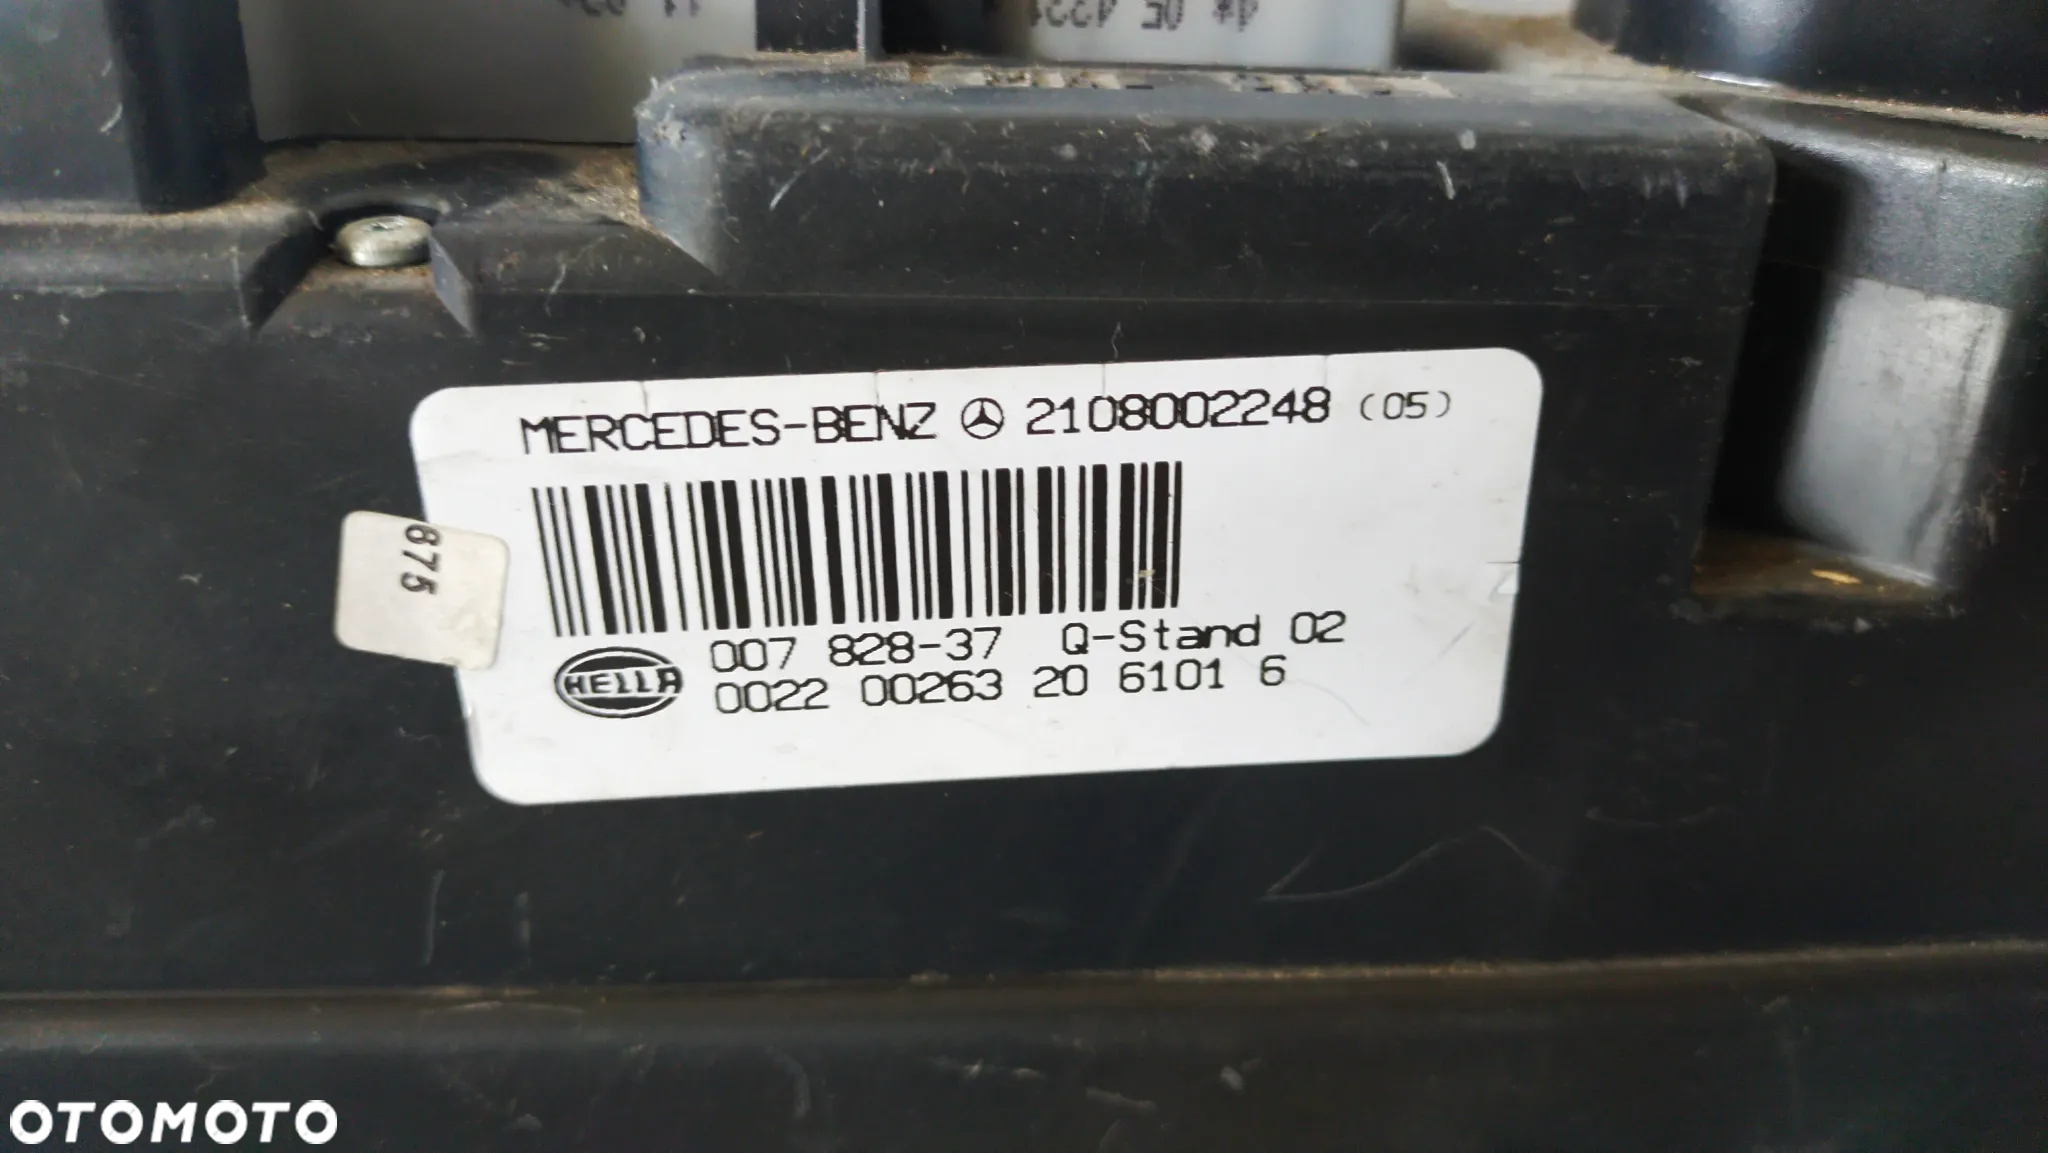 MERCEDES-BENZ 2108002248 (05)
875
007 828-37 Q-Stand 02
HELLA
0022 00263 20 6101 6
OTOMOTO